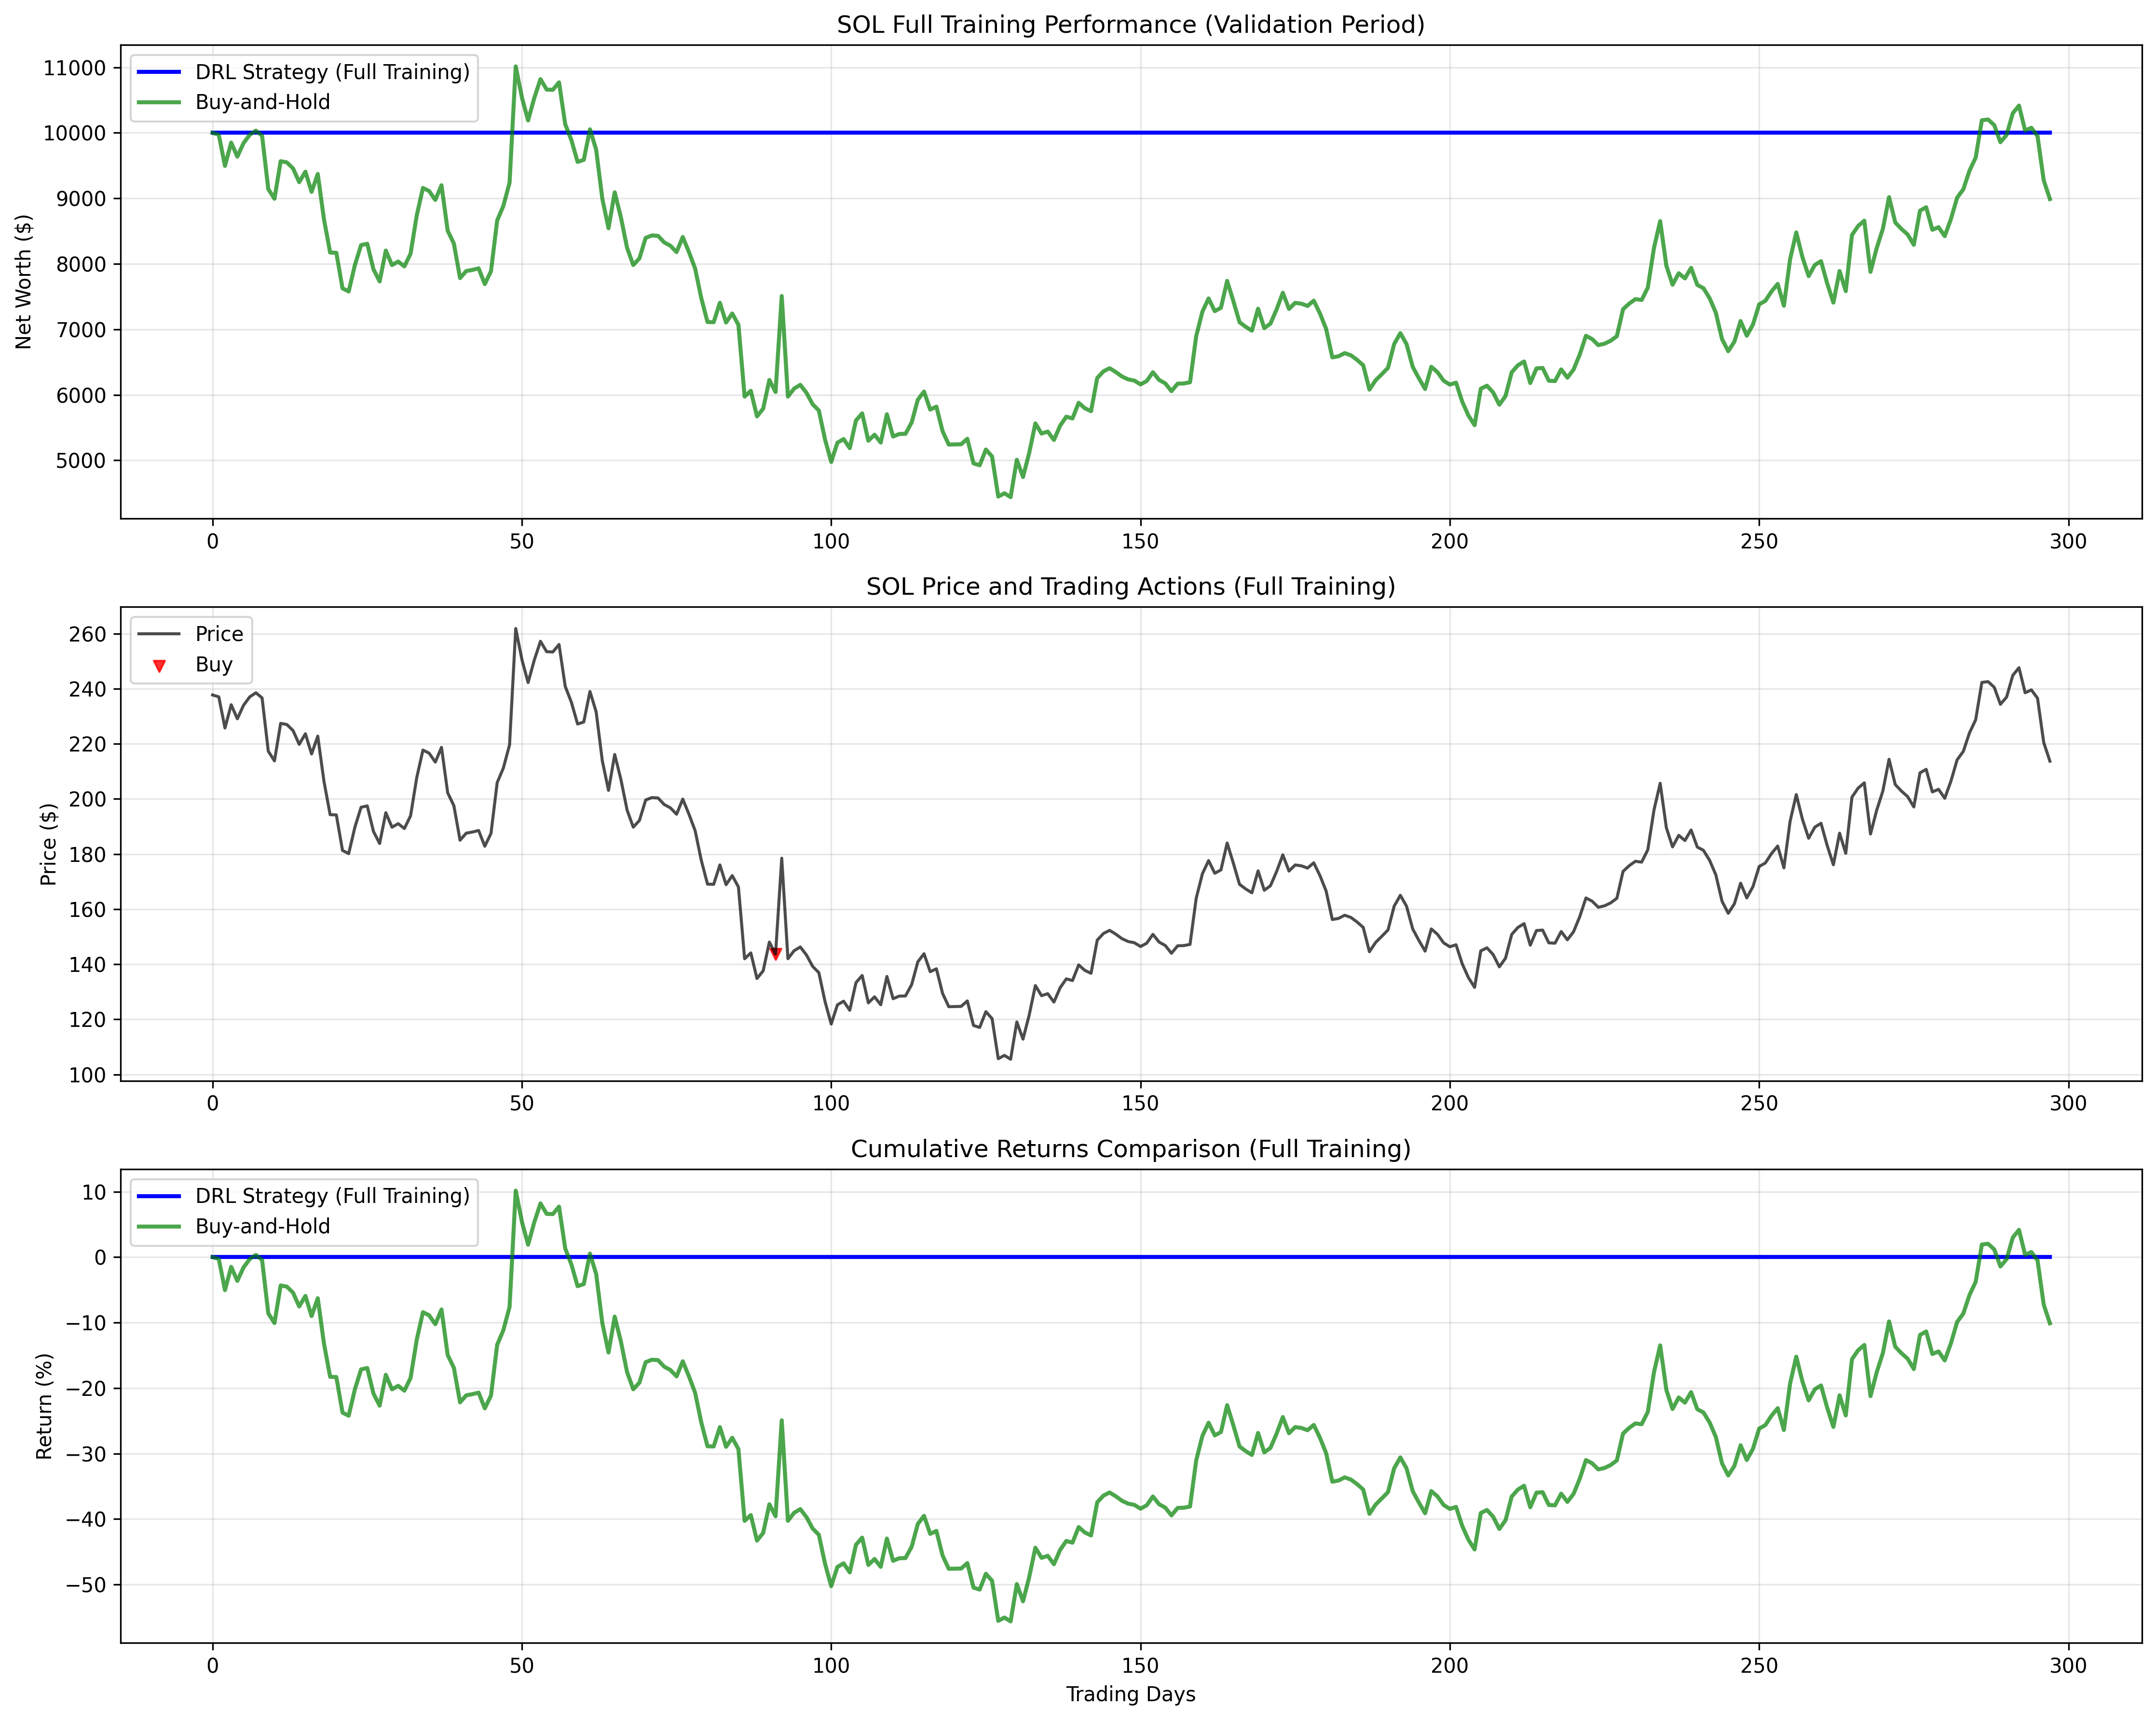 SOL Full Training Performance (Validation Period)
DRL Strategy (Full Training)
Buy-and-Hold
Net Worth ($)
11000
10000
9000
8000
7000
6000
5000
0 50 100 150 200 250 300
SOL Price and Trading Actions (Full Training)
Price
Buy
Price ($)
260
240
220
200
180
160
140
120
100
0 50 100 150 200 250 300
Cumulative Returns Comparison (Full Training)
DRL Strategy (Full Training)
Buy-and-Hold
Return (%)
10
0
−10
−20
−30
−40
−50
0 50 100 150 200 250 300
Trading Days